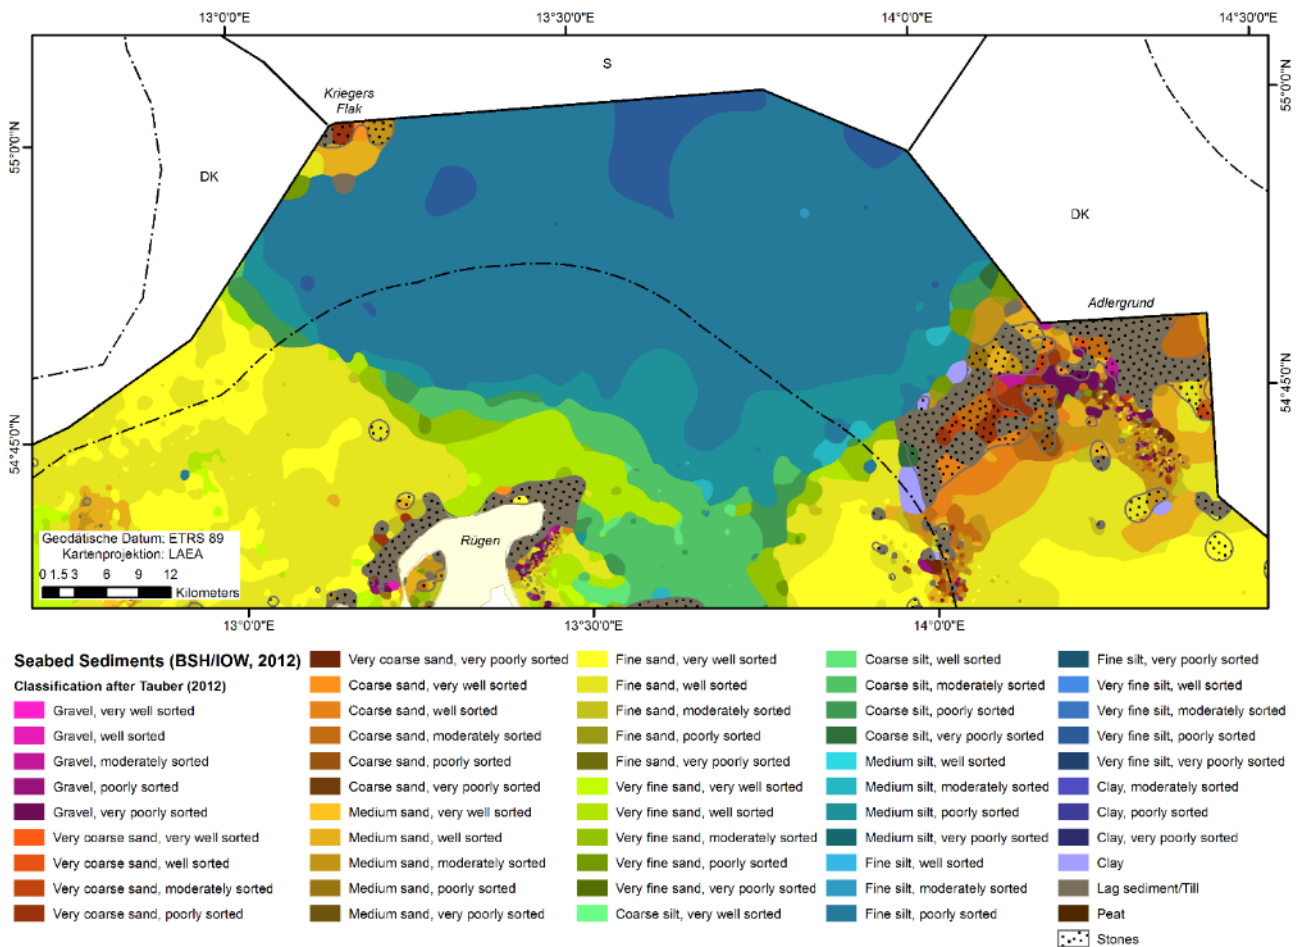 13°0'0"E 13°30'0"E 14°0'0"E 14°30'0"E
S
Kriegers
Flak
55°0'0"N
55°0'0"N
DK
DK
Adlergrund
54°45'0"N
54°45'0"N
Rügen
Geodätische Datum: ETRS 89
Kartenprojektion: LAEA
0 1.5 3 6 9 12
Kilometers
13°0'0"E 13°30'0"E 14°0'0"E
Seabed Sediments (BSH/IOW, 2012)
Classification after Tauber (2012)
Gravel, very well sorted
Gravel, well sorted
Gravel, moderately sorted
Gravel, poorly sorted
Gravel, very poorly sorted
Very coarse sand, very well sorted
Very coarse sand, well sorted
Very coarse sand, moderately sorted
Very coarse sand, poorly sorted
Very coarse sand, very poorly sorted
Coarse sand, very well sorted
Coarse sand, well sorted
Coarse sand, moderately sorted
Coarse sand, poorly sorted
Coarse sand, very poorly sorted
Medium sand, very well sorted
Medium sand, well sorted
Medium sand, moderately sorted
Medium sand, poorly sorted
Medium sand, very poorly sorted
Fine sand, very well sorted
Fine sand, well sorted
Fine sand, moderately sorted
Fine sand, poorly sorted
Fine sand, very poorly sorted
Very fine sand, very well sorted
Very fine sand, well sorted
Very fine sand, moderately sorted
Very fine sand, poorly sorted
Very fine sand, very poorly sorted
Coarse silt, very well sorted
Coarse silt, well sorted
Coarse silt, moderately sorted
Coarse silt, poorly sorted
Coarse silt, very poorly sorted
Medium silt, well sorted
Medium silt, moderately sorted
Medium silt, poorly sorted
Medium silt, very poorly sorted
Fine silt, well sorted
Fine silt, moderately sorted
Fine silt, poorly sorted
Fine silt, very poorly sorted
Very fine silt, well sorted
Very fine silt, moderately sorted
Very fine silt, poorly sorted
Very fine silt, very poorly sorted
Clay, moderately sorted
Clay, poorly sorted
Clay, very poorly sorted
Clay
Lag sediment/Till
Peat
Stones